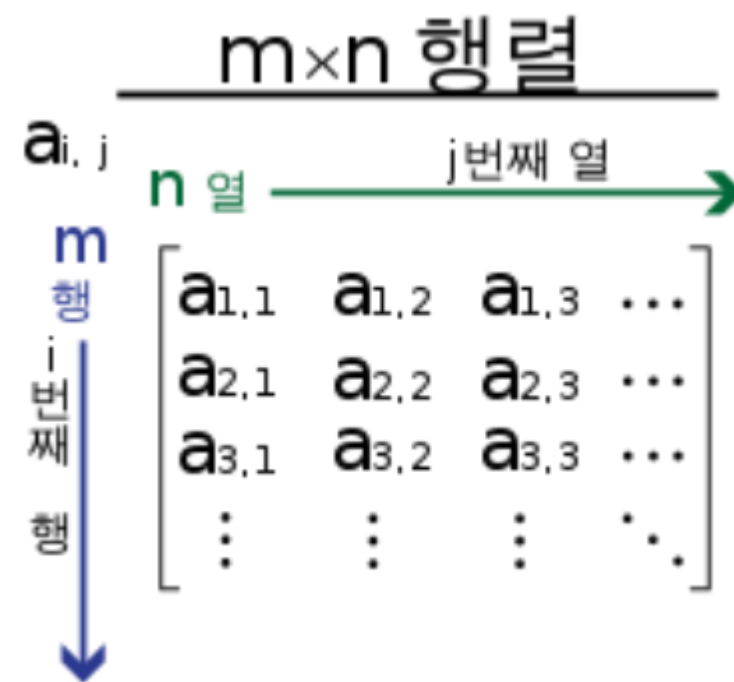 m×n 행렬
a i, j
n 열
j번째 열
m
행
i
번
째
행
a1,1 a1,2 a1,3 ...
a2,1 a2,2 a2,3 ...
a3,1 a3,2 a3,3 ...
⋮ ⋮ ⋮ ⋱